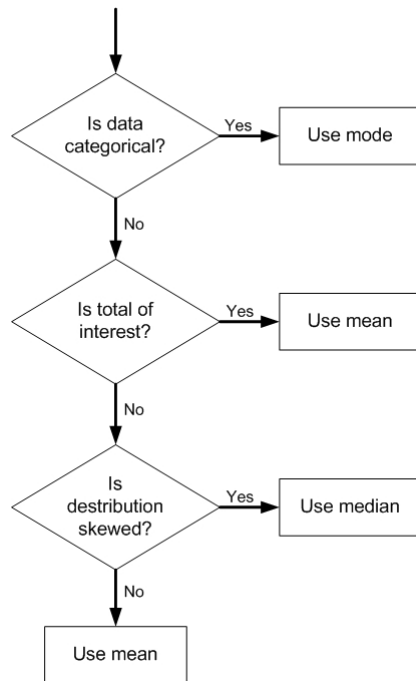 Is data
categorical?
Yes
Use mode
No
Is total of
interest?
Yes
Use mean
No
Is
destribution
skewed?
Yes
Use median
No
Use mean